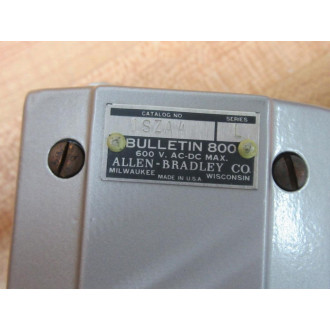 CATALOG NO SERIES
L
BULLETIN 800
600 V. AC-DC MAX.
ALLEN-BRADLEY CO
MILWAUKEE MADE IN U.S.A. WISCONSIN